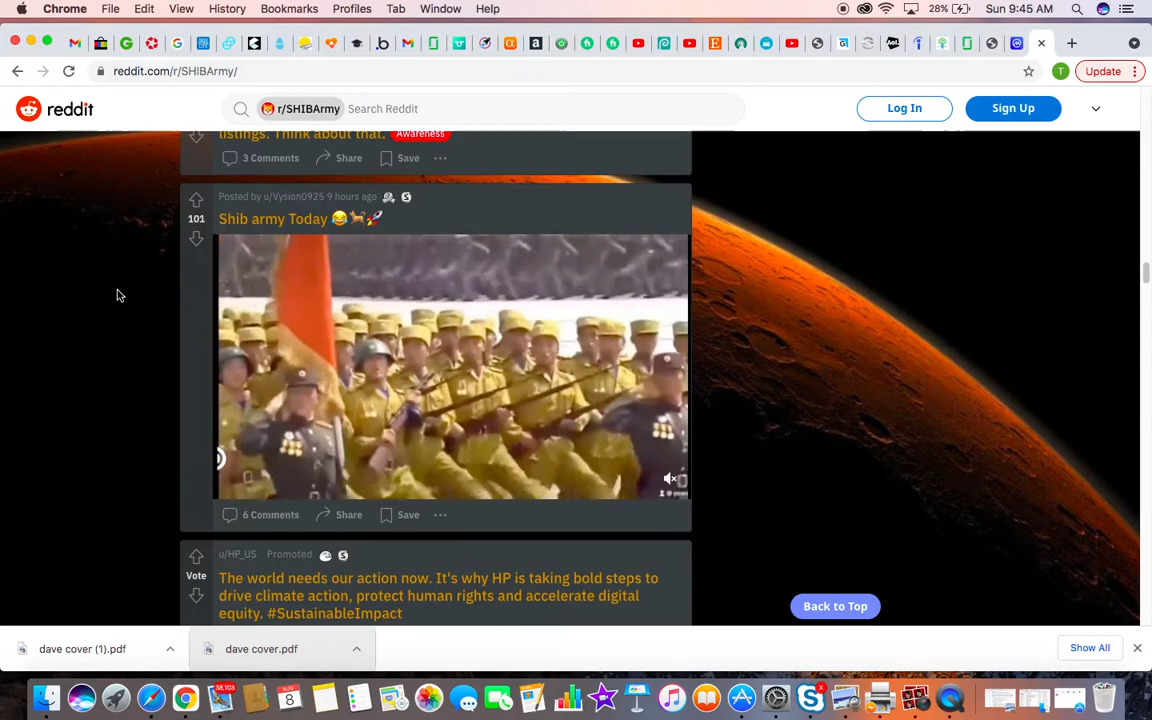 Chrome File Edit View History Bookmarks Profiles Tab Window Help 28% Sun 9:45 AM
Update
reddit.com/r/SHIBArmy/ T
reddit r/SHIBArmy Search Reddit Log In Sign Up
listings. Think about that. Awareness
3 Comments Share Save
Posted by u/Vysion0925 9 hours ago
101 Shib army Today 😂🐕🚀
6 Comments Share Save
u/HP_US Promoted
Vote The world needs our action now. It's why HP is taking bold steps to
drive climate action, protect human rights and accelerate digital
equity. #SustainableImpact
Back to Top
dave cover (1).pdf dave cover.pdf Show All
38,103
AUG
8